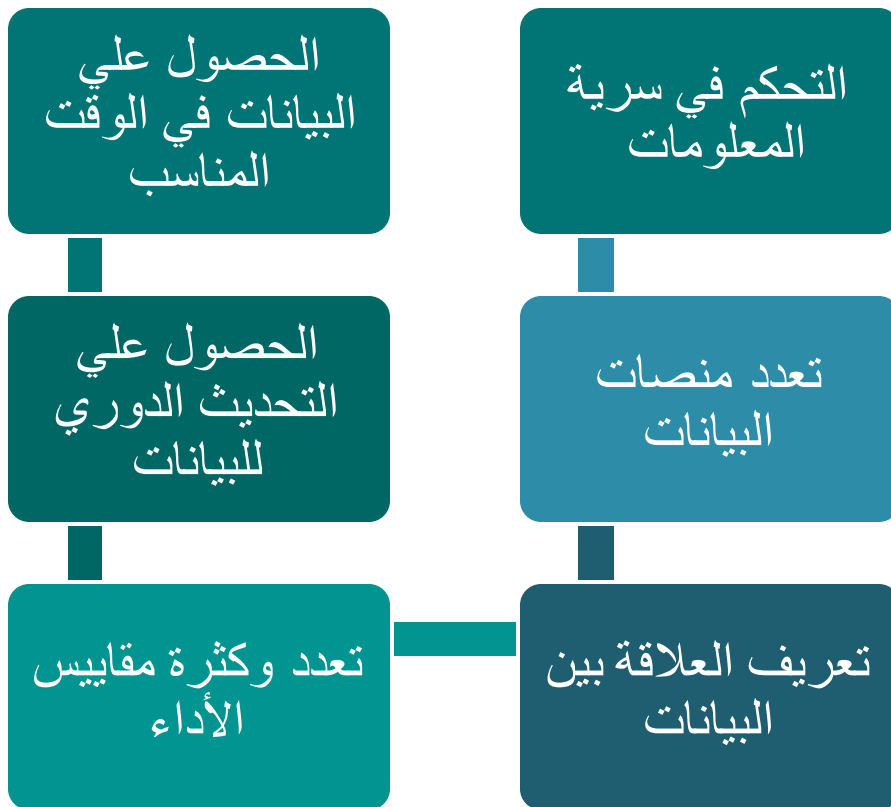 الحصول علي
البيانات في الوقت
المناسب
الحصول علي
التحديث الدوري
للبيانات
تعدد وكثرة مقاييس
الأداء
تعريف العلاقة بين
البيانات
تعدد منصات
البيانات
التحكم في سرية
المعلومات